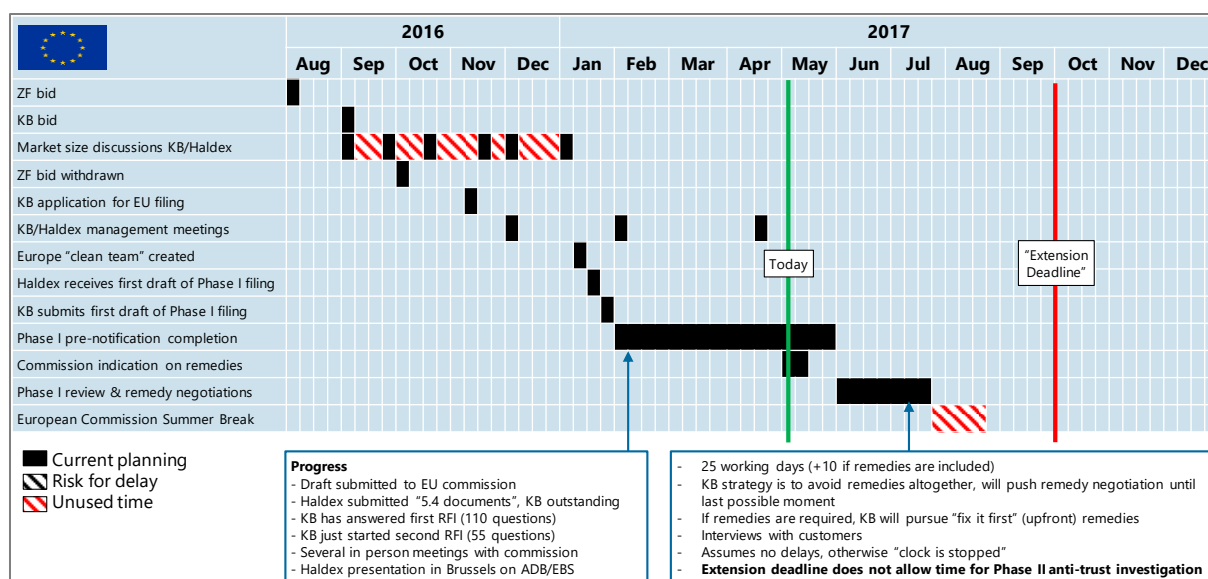 2016
2017
Aug Sep Oct Nov Dec Jan Feb Mar Apr May Jun Jul Aug Sep Oct Nov Dec
ZF bid
KB bid
Market size discussions KB/Haldex
ZF bid withdrawn
KB application for EU filing
KB/Haldex management meetings
Europe “clean team” created
Haldex receives first draft of Phase I filing
KB submits first draft of Phase I filing
Phase I pre-notification completion
Commission indication on remedies
Phase I review & remedy negotiations
European Commission Summer Break
Today
“Extension
Deadline”
Current planning
Risk for delay
Unused time
Progress
- Draft submitted to EU commission
- Haldex submitted “5.4 documents”, KB outstanding
- KB has answered first RFI (110 questions)
- KB just started second RFI (55 questions)
- Several in person meetings with commission
- Haldex presentation in Brussels on ADB/EBS
- 25 working days (+10 if remedies are included)
- KB strategy is to avoid remedies altogether, will push remedy negotiation until
last possible moment
- If remedies are required, KB will pursue “fix it first” (upfront) remedies
- Interviews with customers
- Assumes no delays, otherwise “clock is stopped”
- Extension deadline does not allow time for Phase II anti-trust investigation